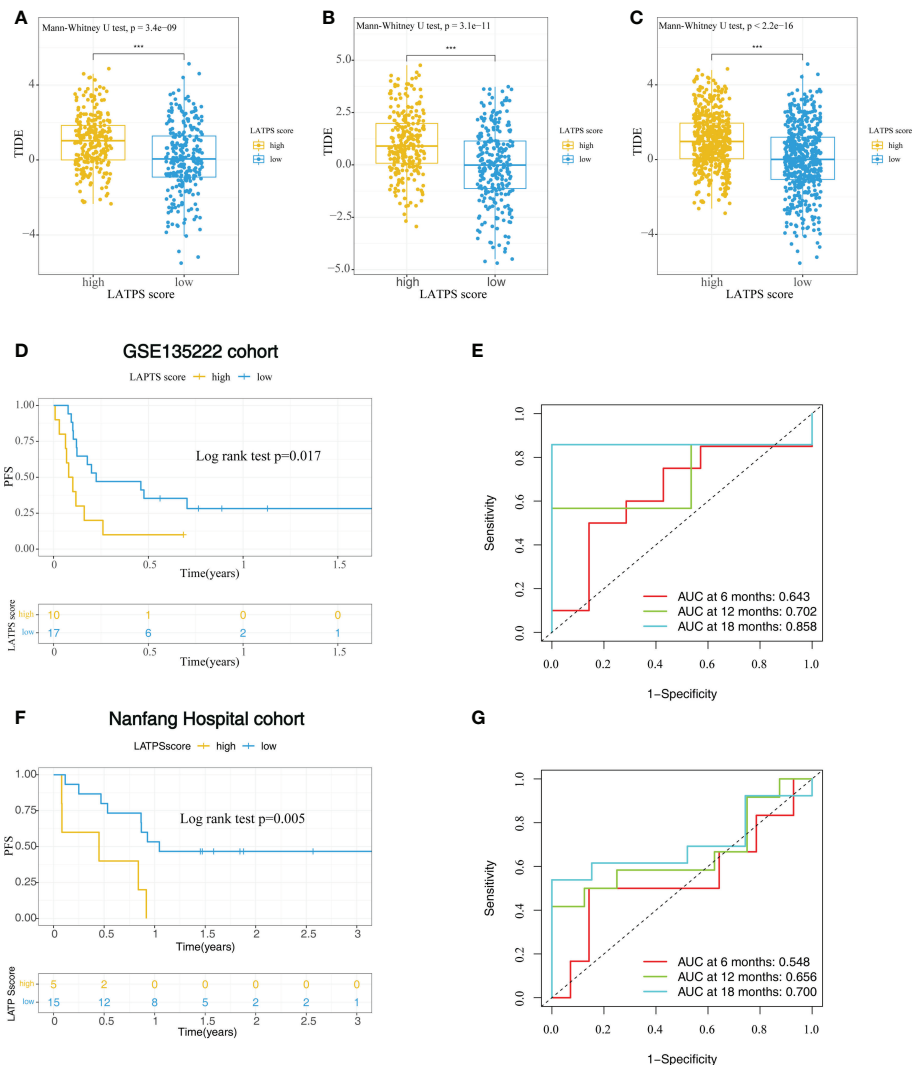 A
Mann-Whitney U test, p = 3.4e−09
***
TIDE
4
0
−4
high
low
LATPS score
LATPS score
high
low
B
Mann-Whitney U test, p = 3.1e−11
***
TIDE
5.0
2.5
0.0
−2.5
−5.0
high
low
LATPS score
LATPS score
high
low
C
Mann-Whitney U test, p < 2.2e−16
***
TIDE
4
0
−4
high
low
LATPS score
LATPS score
high
low
D
GSE135222 cohort
LAPTS score high low
PFS
1.00
0.75
0.50
0.25
0.00
Log rank test p=0.017
0 0.5 1 1.5
Time(years)
LATPS score
high 10 1 0 0
low 17 6 2 1
0 0.5 1 1.5
Time(years)
E
Sensitivity
0.0 0.2 0.4 0.6 0.8 1.0
AUC at 6 months: 0.643
AUC at 12 months: 0.702
AUC at 18 months: 0.858
0.0 0.2 0.4 0.6 0.8 1.0
1−Specificity
F
Nanfang Hospital cohort
LATPSscore high low
PFS
1.00
0.75
0.50
0.25
0.00
Log rank test p=0.005
0 0.5 1 1.5 2 2.5 3
Time(years)
LATP Sscore
high 5 2 0 0 0 0 0
low 15 12 8 5 2 2 1
0 0.5 1 1.5 2 2.5 3
Time(years)
G
Sensitivity
0.0 0.2 0.4 0.6 0.8 1.0
AUC at 6 months: 0.548
AUC at 12 months: 0.656
AUC at 18 months: 0.700
0.0 0.2 0.4 0.6 0.8 1.0
1−Specificity